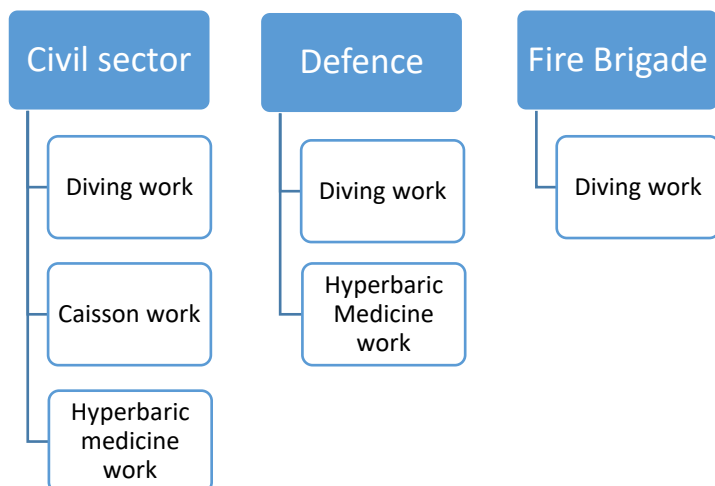 Civil sector
Diving work
Caisson work
Hyperbaric
medicine
work
Defence
Diving work
Hyperbaric
Medicine
work
Fire Brigade
Diving work